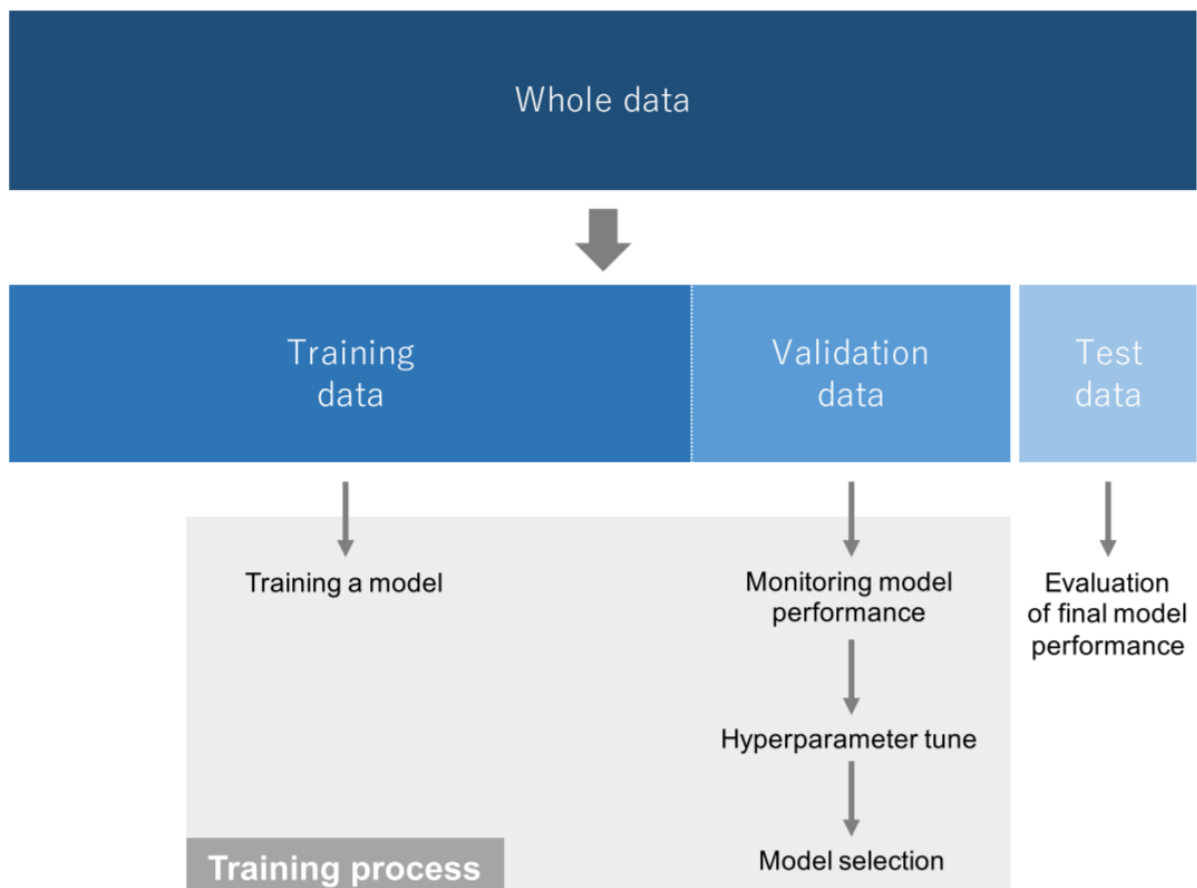 Whole data
Training
data
Validation
data
Test
data
Training a model
Monitoring model
performance
Evaluation
of final model
performance
Hyperparameter tune
Model selection
Training process